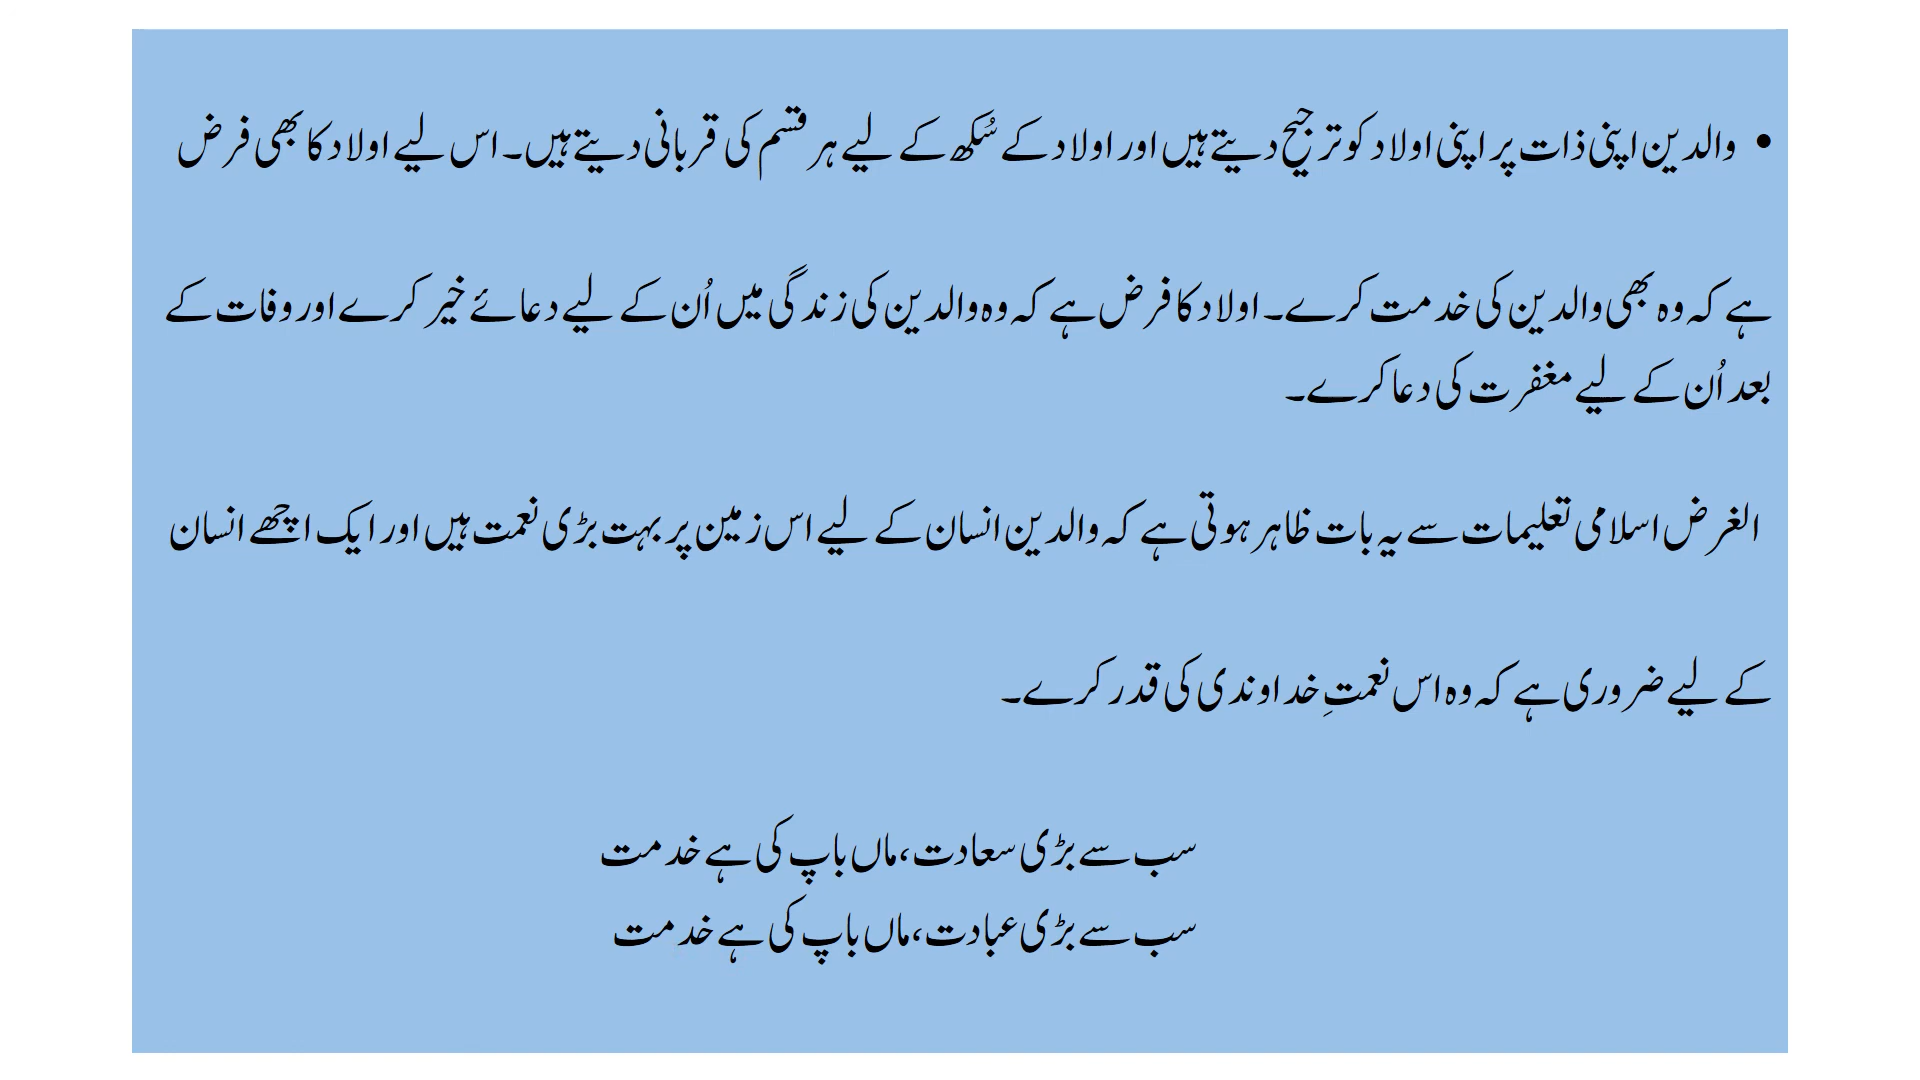 • والدین اپنی ذات پر اپنی اولاد کو ترجیح دیتے ہیں اور اولاد کے سُکھ کے لیے ہر قسم کی قربانی دیتے ہیں۔ اس لیے اولاد کا بھی فرض
ہے کہ وہ بھی والدین کی خدمت کرے۔ اولاد کا فرض ہے کہ وہ والدین کی زندگی میں اُن کے لیے دعائے خیر کرے اور وفات کے
بعد اُن کے لیے مغفرت کی دعا کرے۔
الغرض اسلامی تعلیمات سے یہ بات ظاہر ہوتی ہے کہ والدین انسان کے لیے اس زمین پر بہت بڑی نعمت ہیں اور ایک اچھے انسان
کے لیے ضروری ہے کہ وہ اس نعمتِ خداوندی کی قدر کرے۔
سب سے بڑی سعادت، ماں باپ کی ہے خدمت
سب سے بڑی عبادت، ماں باپ کی ہے خدمت